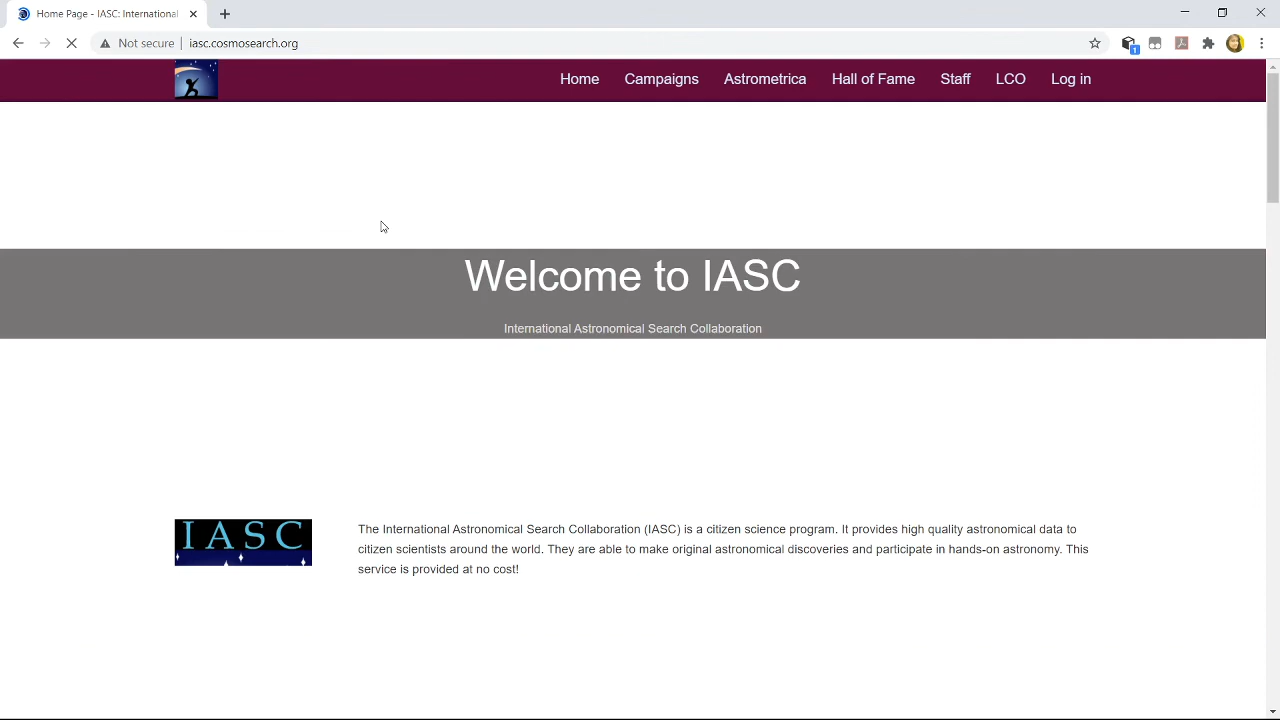 Home Page - IASC: International
Not secure
iasc.cosmosearch.org
1
Home
Campaigns
Astrometrica
Hall of Fame
Staff
LCO
Log in
Welcome to IASC
International Astronomical Search Collaboration
IASC
The International Astronomical Search Collaboration (IASC) is a citizen science program. It provides high quality astronomical data to
citizen scientists around the world. They are able to make original astronomical discoveries and participate in hands-on astronomy. This
service is provided at no cost!